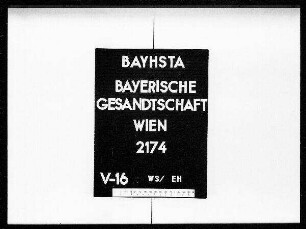 BAYHSTA
BAYERISCHE
GESANDTSCHAFT
WIEN
2174
V-16 WS/ EH